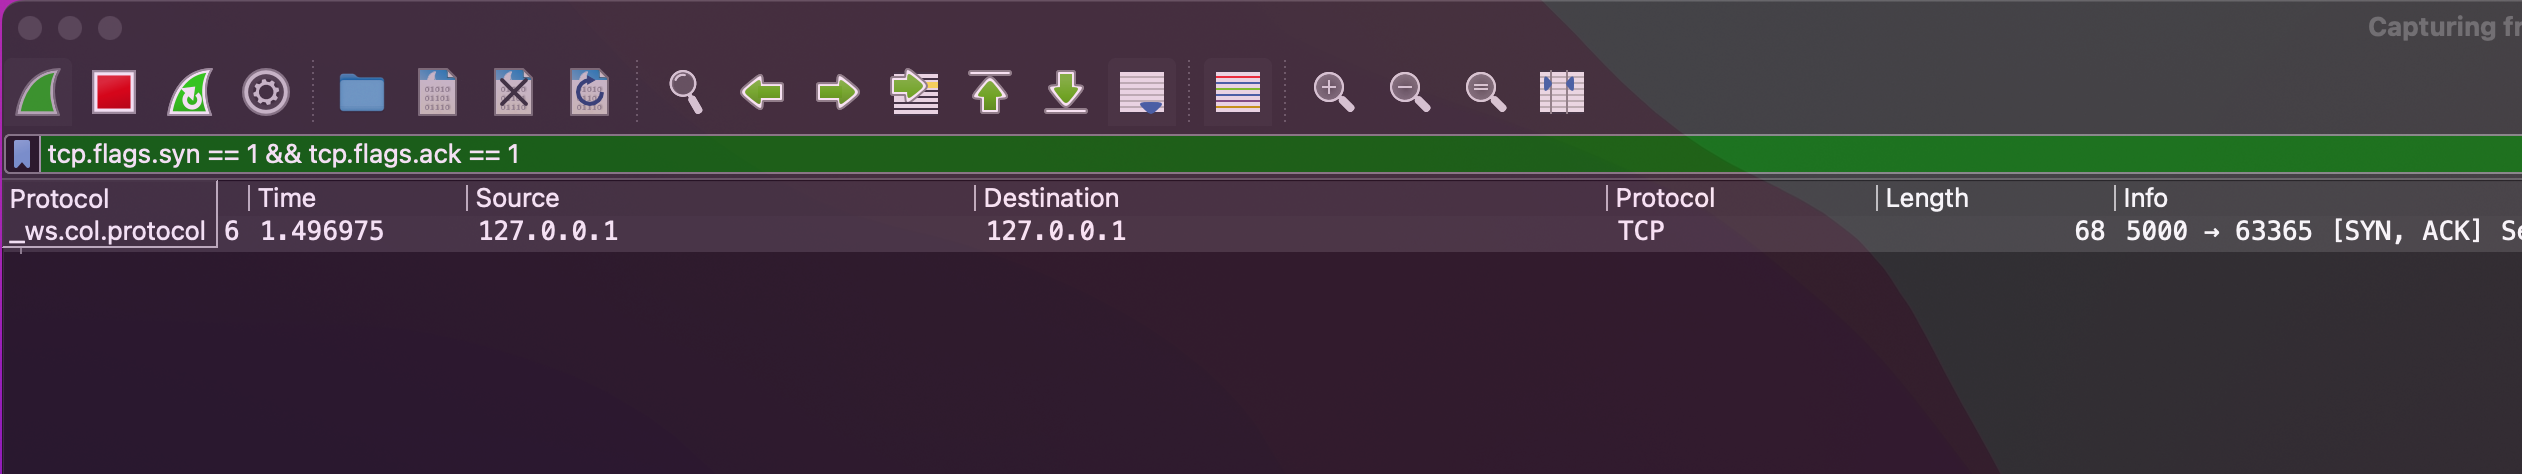 Capturing fr
tcp.flags.syn == 1 && tcp.flags.ack == 1
Protocol Time Source Destination Protocol Length Info
_ws.col.protocol 6 1.496975 127.0.0.1 127.0.0.1 TCP 68 5000 → 63365 [SYN, ACK] Se